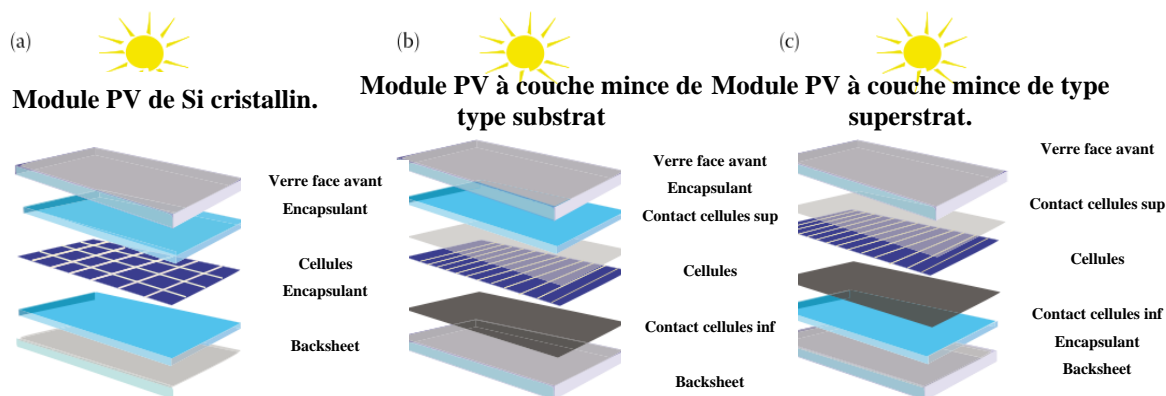 (a)
Module PV de Si cristallin.
Verre face avant
Encapsulant
Cellules
Encapsulant
Backsheet
(b)
Module PV à couche mince de
type substrat
Verre face avant
Encapsulant
Contact cellules sup
Cellules
Contact cellules inf
Backsheet
(c)
Module PV à couche mince de type
superstrat.
Verre face avant
Contact cellules sup
Cellules
Contact cellules inf
Encapsulant
Backsheet